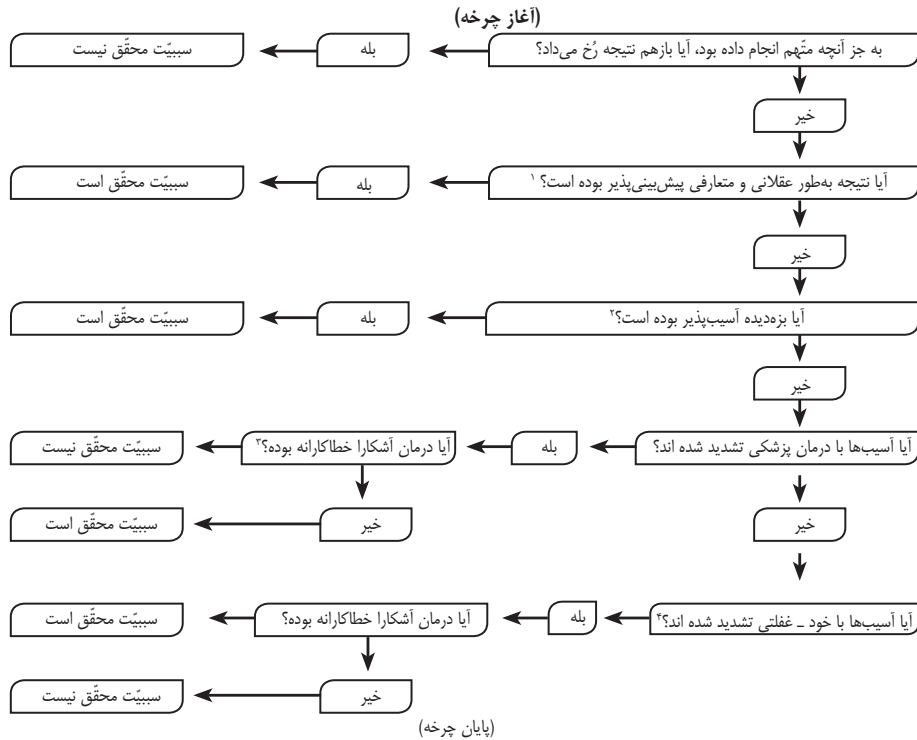 (آغاز چرخه)
به جز آنچه متّهم انجام داده بود، آیا بازهم نتیجه رُخ می‌داد؟
بله
سببیّت محقّق نیست
خیر
آیا نتیجه به‌طور عقلانی و متعارفی پیش‌بینی‌پذیر بوده است؟ ۱
بله
سببیّت محقّق است
خیر
آیا بزه‌دیده آسیب‌پذیر بوده است؟۲
بله
سببیّت محقّق است
خیر
آیا آسیب‌ها با درمان پزشکی تشدید شده اند؟
بله
آیا درمان آشکارا خطاکارانه بوده؟۳
سببیّت محقّق نیست
خیر
سببیّت محقّق است
خیر
آیا آسیب‌ها با خود ـ غفلتی تشدید شده اند؟۴
بله
آیا درمان آشکارا خطاکارانه بوده؟
سببیّت محقّق است
خیر
سببیّت محقّق نیست
(پایان چرخه)